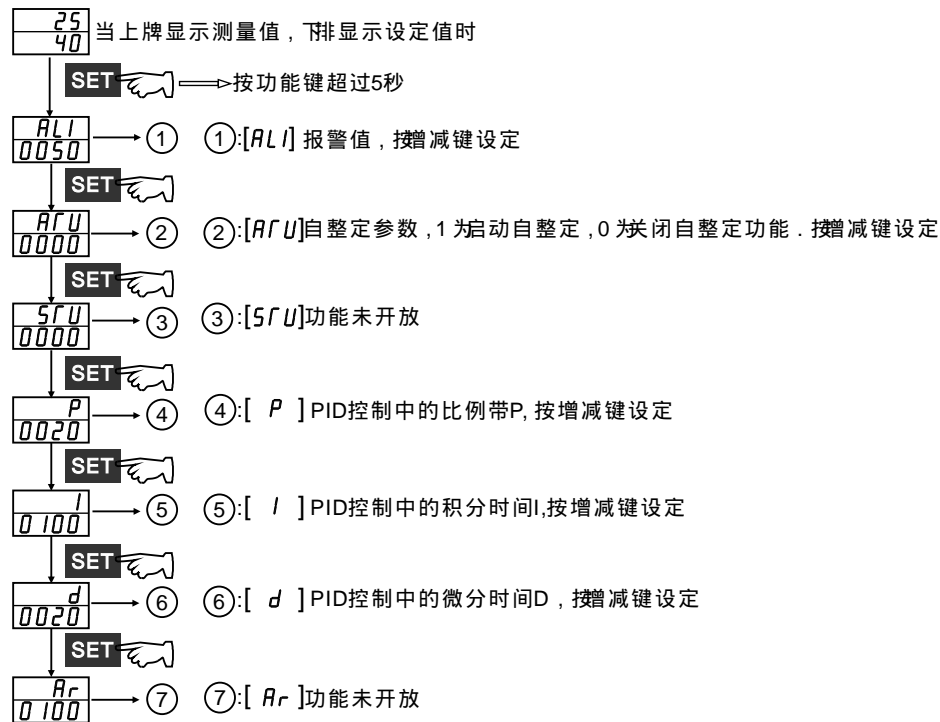 25
40
当上牌显示测量值，下排显示设定值时
SET 按功能键超过5秒
AL1
0050
① ①:[AL1] 报警值，按增减键设定
SET
ATU
0000
② ②:[ATU]自整定参数,1为启动自整定,0为关闭自整定功能.按增减键设定
SET
STU
0000
③ ③:[STU]功能未开放
SET
P
0020
④ ④:[ P ]PID控制中的比例带P,按增减键设定
SET
I
0100
⑤ ⑤:[ I ]PID控制中的积分时间I,按增减键设定
SET
d
0020
⑥ ⑥:[ d ]PID控制中的微分时间D，按增减键设定
SET
Ar
0100
⑦ ⑦:[ Ar ]功能未开放